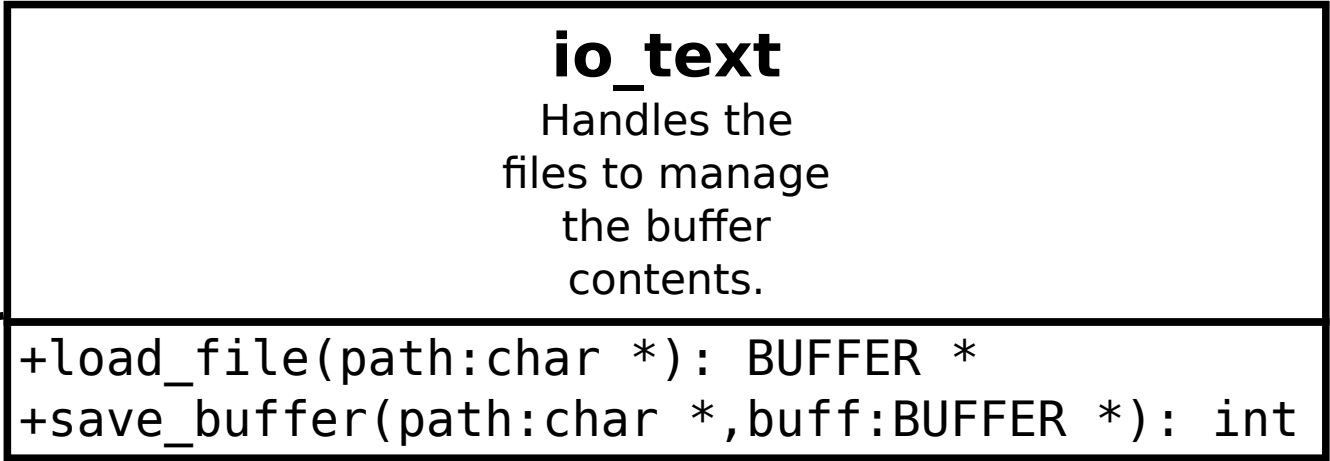 io_text
Handles the
files to manage
the buffer
contents.
+load_file(path:char *): BUFFER *
+save_buffer(path:char *,buff:BUFFER *): int